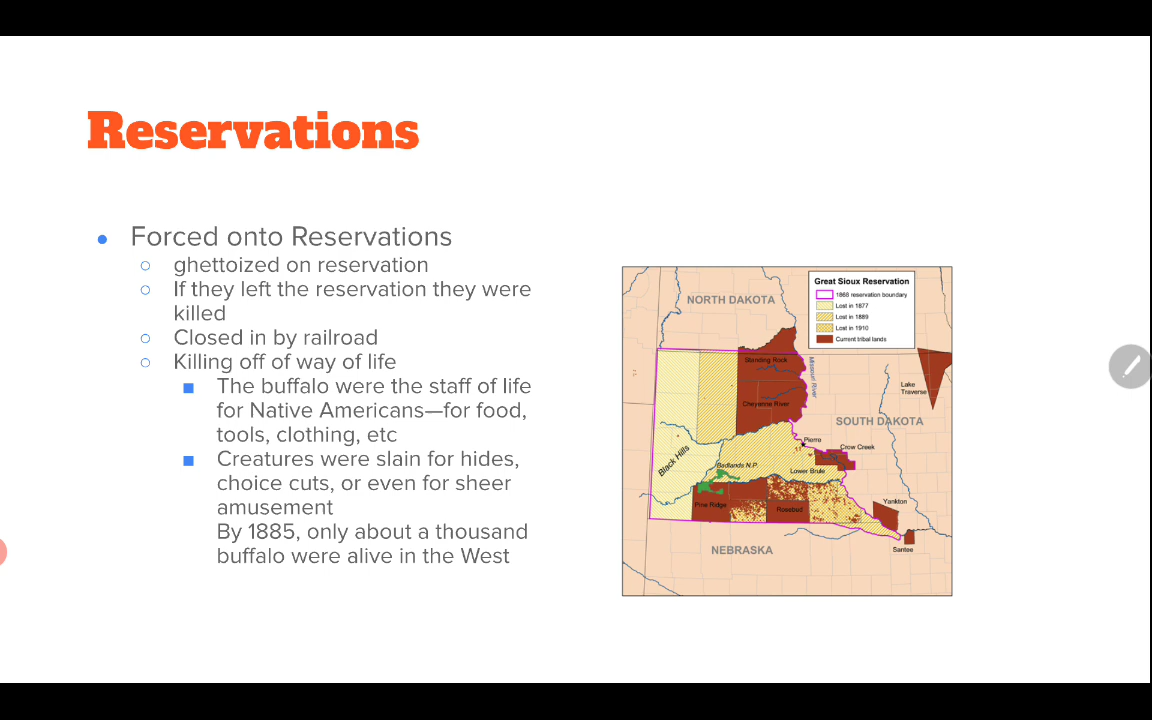 Reservations
Forced onto Reservations
ghettoized on reservation
If they left the reservation they were
killed
Closed in by railroad
Killing off of way of life
The buffalo were the staff of life
for Native Americans—for food,
tools, clothing, etc
Creatures were slain for hides,
choice cuts, or even for sheer
amusement
By 1885, only about a thousand
buffalo were alive in the West
Great Sioux Reservation
1868 reservation boundary
Lost in 1877
Lost in 1889
Lost in 1910
Current tribal lands
NORTH DAKOTA
Standing Rock
Missouri River
Cheyenne River
Lake
Traverse
SOUTH DAKOTA
Pierre
Crow Creek
Black Hills
Badlands N.P.
Lower Brule
Pine Ridge
Rosebud
Yankton
NEBRASKA
Santee